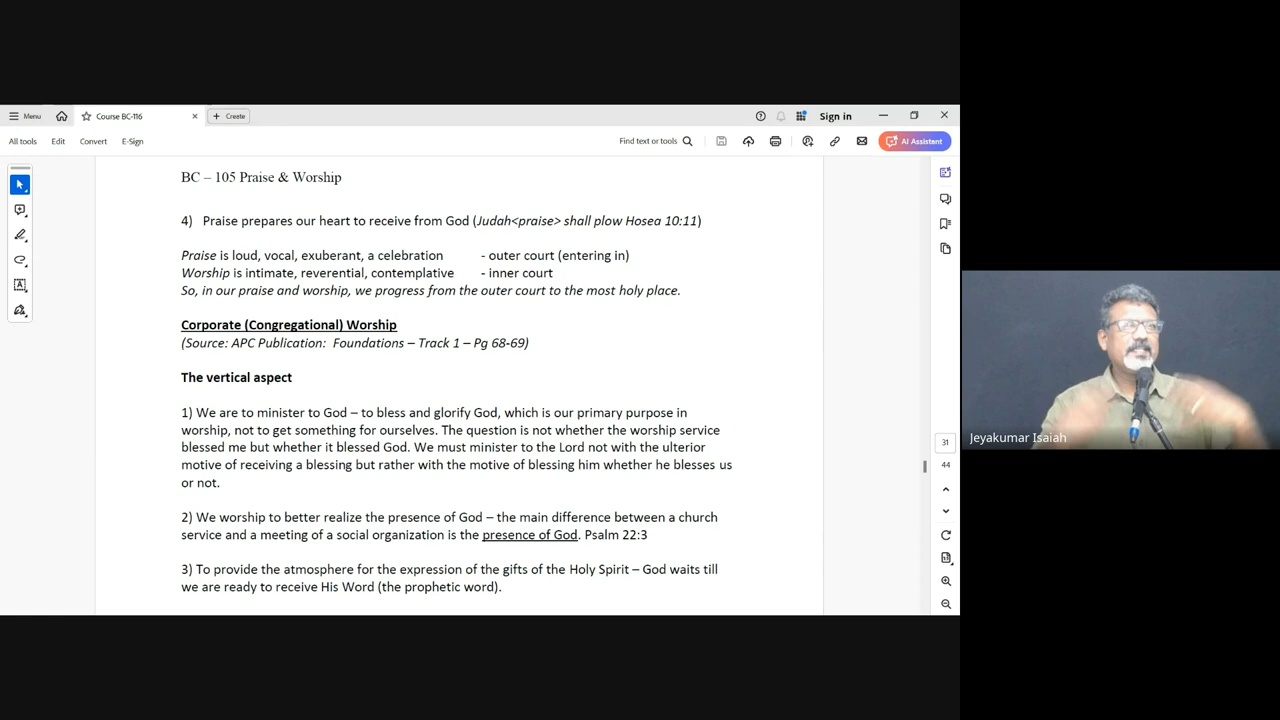 Menu
Course BC-116
Create
Sign in
All tools
Edit
Convert
E-Sign
Find text or tools
AI Assistant
BC – 105 Praise & Worship
4) Praise prepares our heart to receive from God (Judah<praise> shall plow Hosea 10:11)
Praise is loud, vocal, exuberant, a celebration - outer court (entering in)
Worship is intimate, reverential, contemplative - inner court
So, in our praise and worship, we progress from the outer court to the most holy place.
Corporate (Congregational) Worship
(Source: APC Publication: Foundations – Track 1 – Pg 68-69)
The vertical aspect
1) We are to minister to God – to bless and glorify God, which is our primary purpose in
worship, not to get something for ourselves. The question is not whether the worship service
blessed me but whether it blessed God. We must minister to the Lord not with the ulterior
motive of receiving a blessing but rather with the motive of blessing him whether he blesses us
or not.
2) We worship to better realize the presence of God – the main difference between a church
service and a meeting of a social organization is the presence of God. Psalm 22:3
3) To provide the atmosphere for the expression of the gifts of the Holy Spirit – God waits till
we are ready to receive His Word (the prophetic word).
31
44
Jeyakumar Isaiah